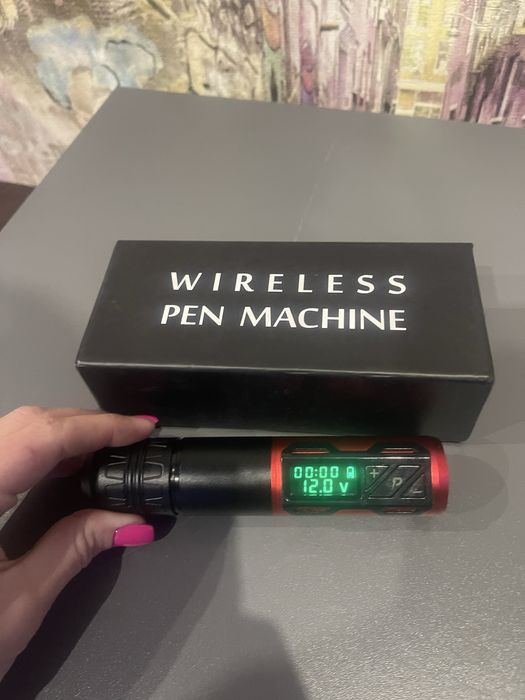 WIRELESS
PEN MACHINE
00:00
12.0 V
+ P -